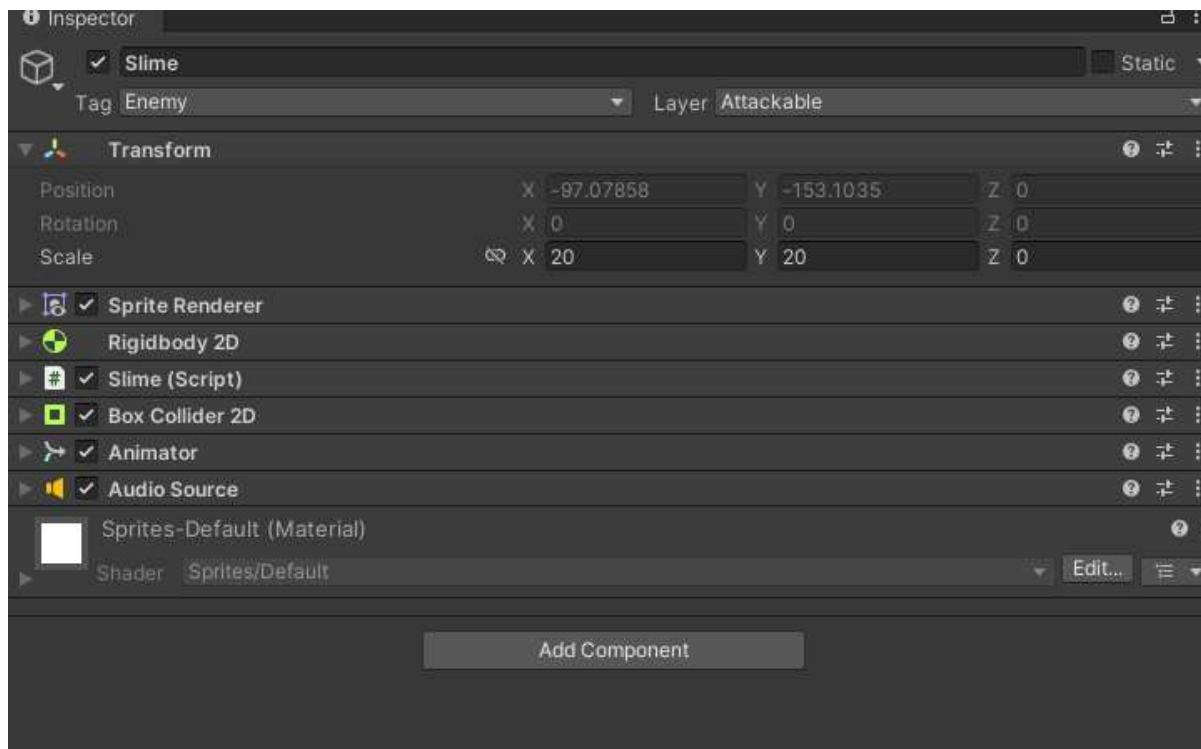 Inspector
Slime Static
Tag Enemy Layer Attackable
Transform
Position X -97.07858 Y -153.1035 Z 0
Rotation X 0 Y 0 Z 0
Scale X 20 Y 20 Z 0
Sprite Renderer
Rigidbody 2D
# Slime (Script)
Box Collider 2D
Animator
Audio Source
Sprites-Default (Material)
Shader Sprites/Default Edit...
Add Component